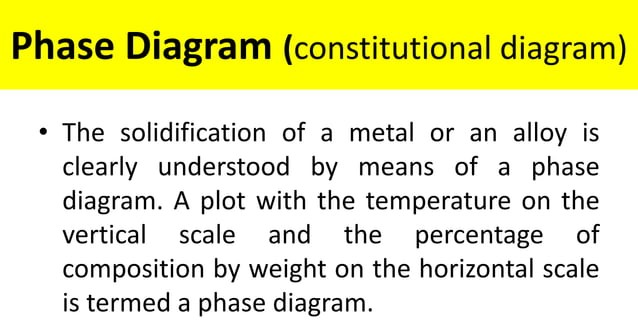 Phase Diagram (constitutional diagram)
• The solidification of a metal or an alloy is
clearly understood by means of a phase
diagram. A plot with the temperature on the
vertical scale and the percentage of
composition by weight on the horizontal scale
is termed a phase diagram.